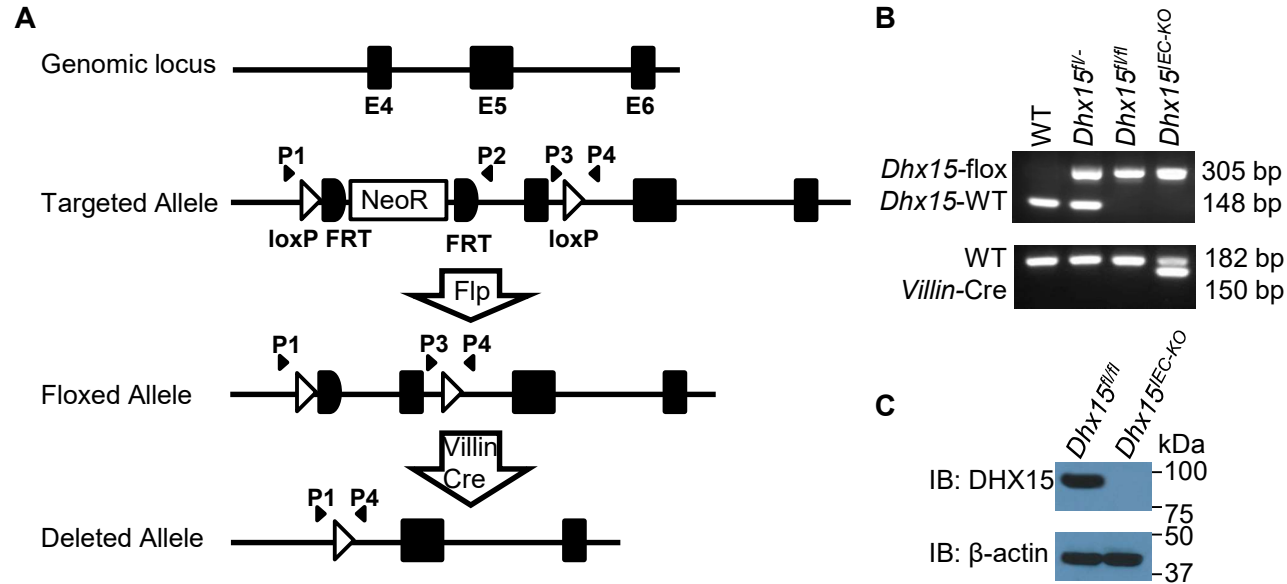 A
Genomic locus
E4 E5 E6
P1 P2 P3 P4
Targeted Allele
NeoR
loxP FRT FRT loxP
Flp
P1 P3 P4
Floxed Allele
Villin
Cre
P1 P4
Deleted Allele
B
WT
Dhx15fl/-
Dhx15fl/fl
Dhx15IEC-KO
Dhx15-flox 305 bp
Dhx15-WT 148 bp
WT 182 bp
Villin-Cre 150 bp
C
Dhx15fl/fl
Dhx15IEC-KO
kDa
IB: DHX15
100
75
50
IB: β-actin
37